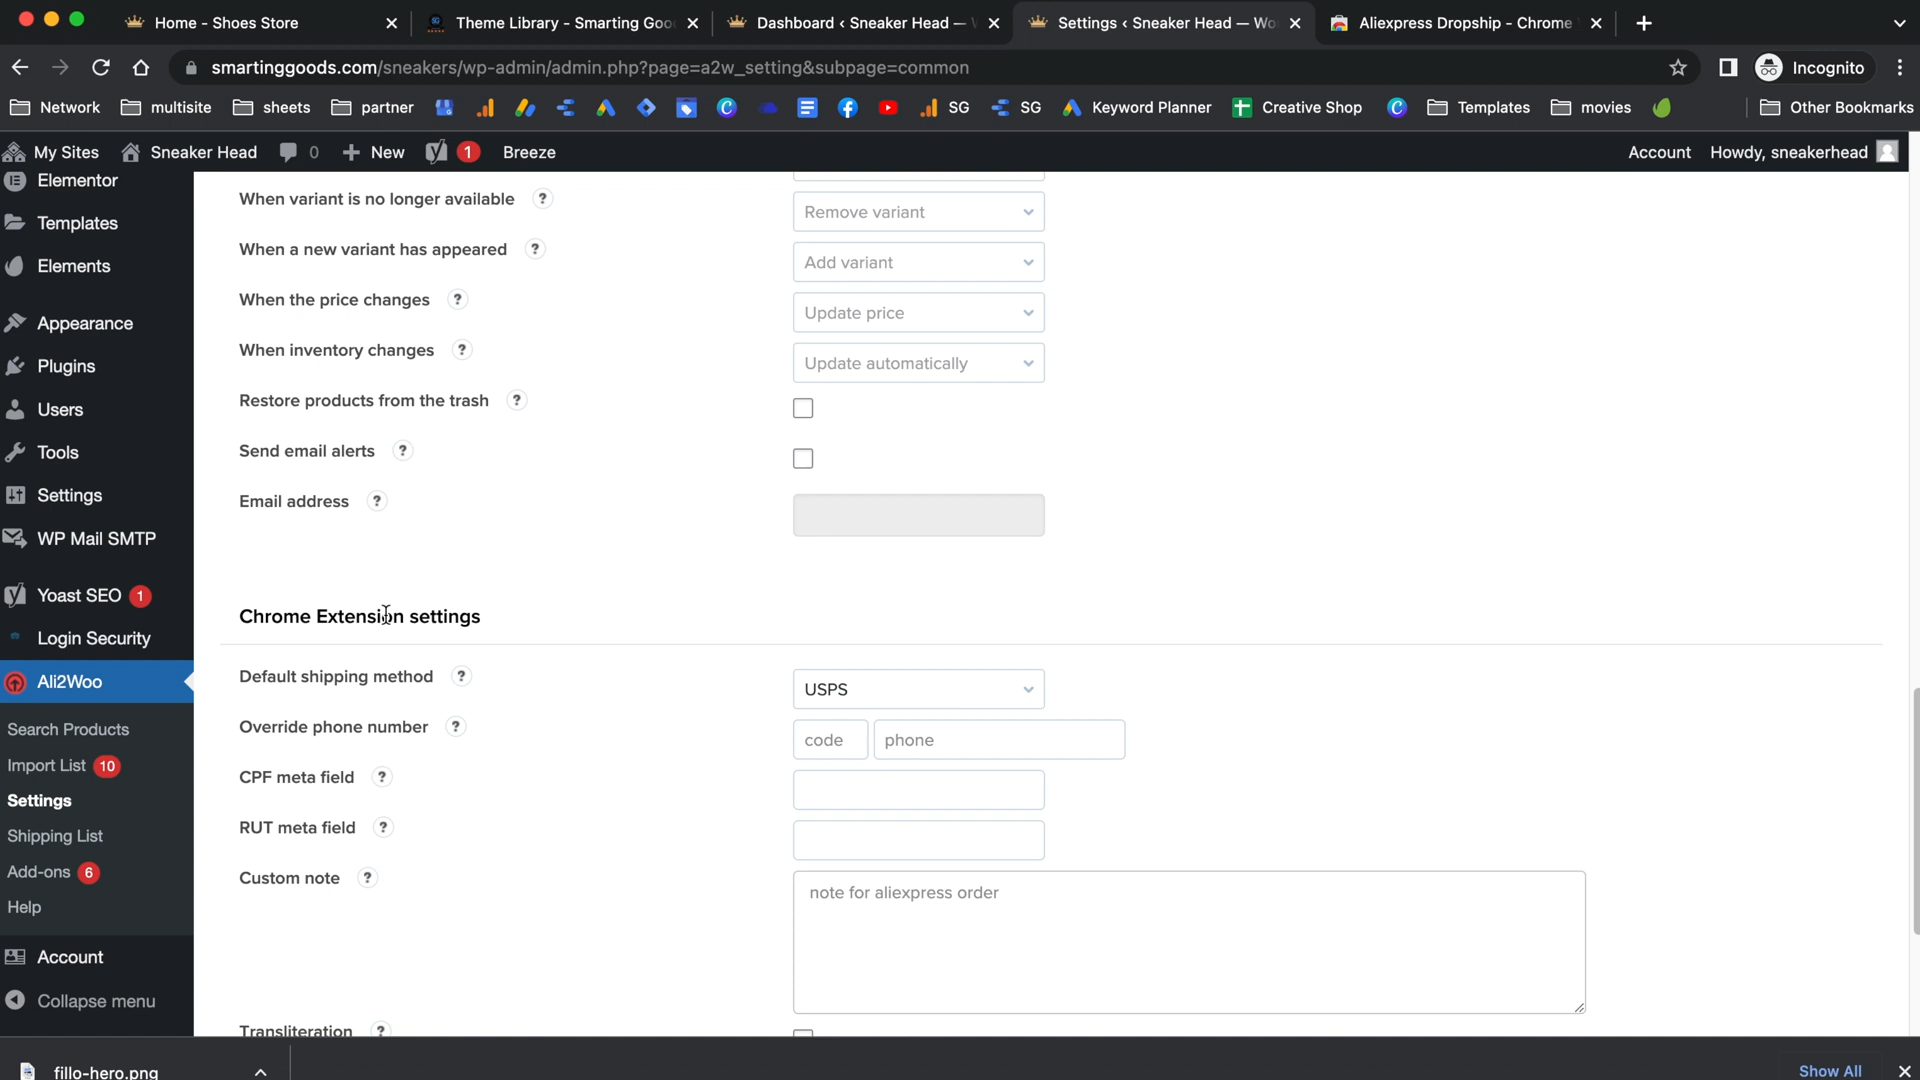 Home - Shoes Store
Theme Library - Smarting Goo
Dashboard ‹ Sneaker Head —
Settings ‹ Sneaker Head — Wo
Aliexpress Dropship - Chrome
smartinggoods.com/sneakers/wp-admin/admin.php?page=a2w_setting&subpage=common
Incognito
Network
multisite
sheets
partner
SG
SG
Keyword Planner
Creative Shop
Templates
movies
Other Bookmarks
My Sites
Sneaker Head
0
New
1
Breeze
Account
Howdy, sneakerhead
Elementor
Templates
Elements
Appearance
Plugins
Users
Tools
Settings
WP Mail SMTP
Yoast SEO 1
Login Security
Ali2Woo
Search Products
Import List 10
Settings
Shipping List
Add-ons 6
Help
Account
Collapse menu
When variant is no longer available ?
Remove variant
When a new variant has appeared ?
Add variant
When the price changes ?
Update price
When inventory changes ?
Update automatically
Restore products from the trash ?
Send email alerts ?
Email address ?
Chrome Extension settings
Default shipping method ?
USPS
Override phone number ?
code
phone
CPF meta field ?
RUT meta field ?
Custom note ?
note for aliexpress order
Transliteration ?
fillo-hero.png
Show All